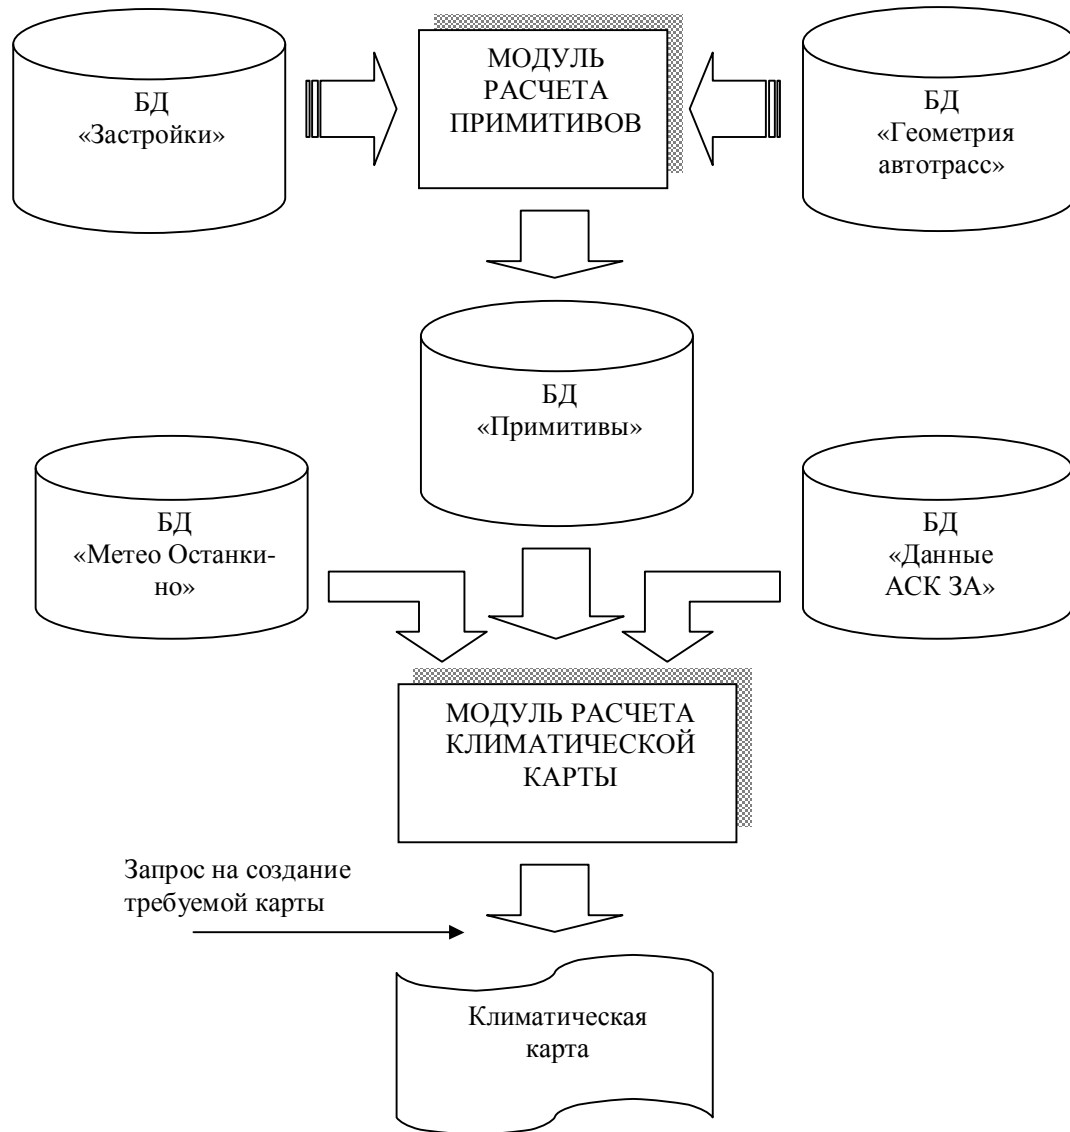 МОДУЛЬ
РАСЧЕТА
ПРИМИТИВОВ
БД
«Застройки»
БД
«Геометрия
автотрасс»
БД
«Примитивы»
БД
«Метео Останки-
но»
БД
«Данные
АСК ЗА»
МОДУЛЬ РАСЧЕТА
КЛИМАТИЧЕСКОЙ
КАРТЫ
Запрос на создание
требуемой карты
Климатическая
карта